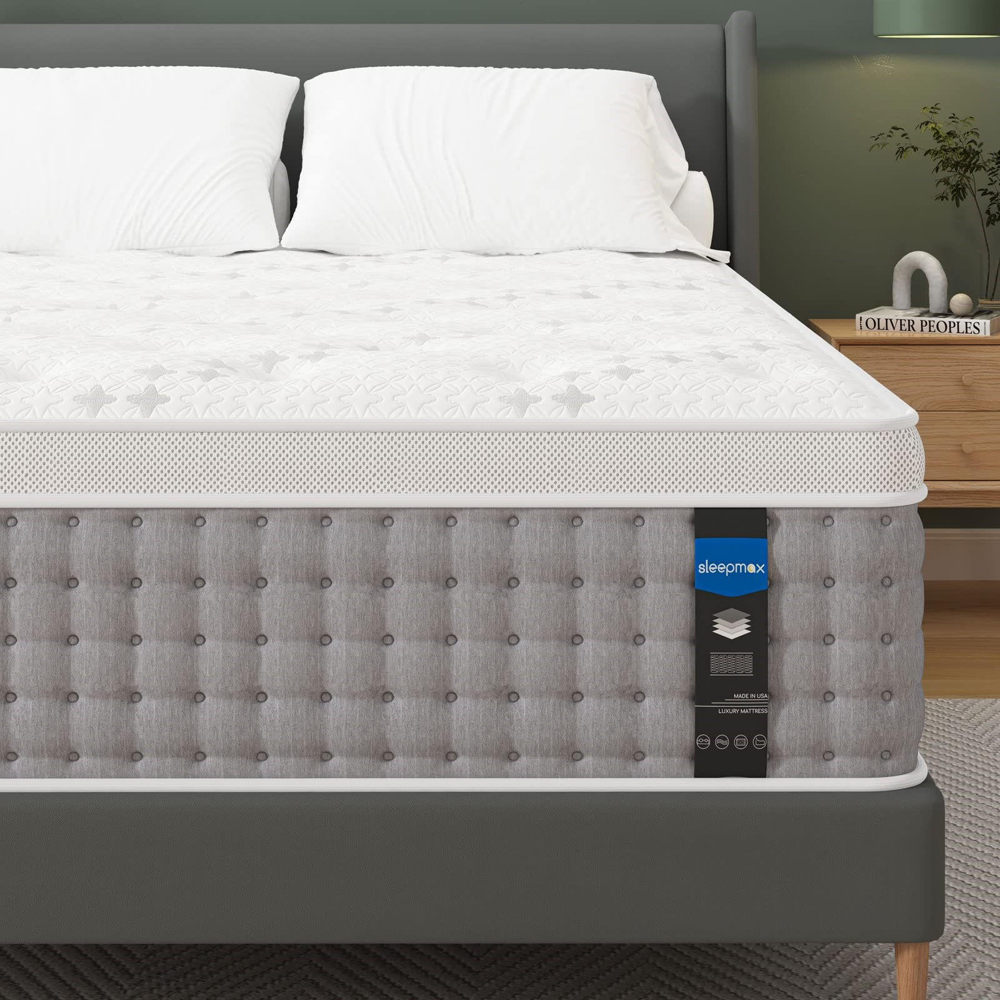 OLIVER PEOPLES
sleepmax
MADE IN USA
LUXURY MATTRESS